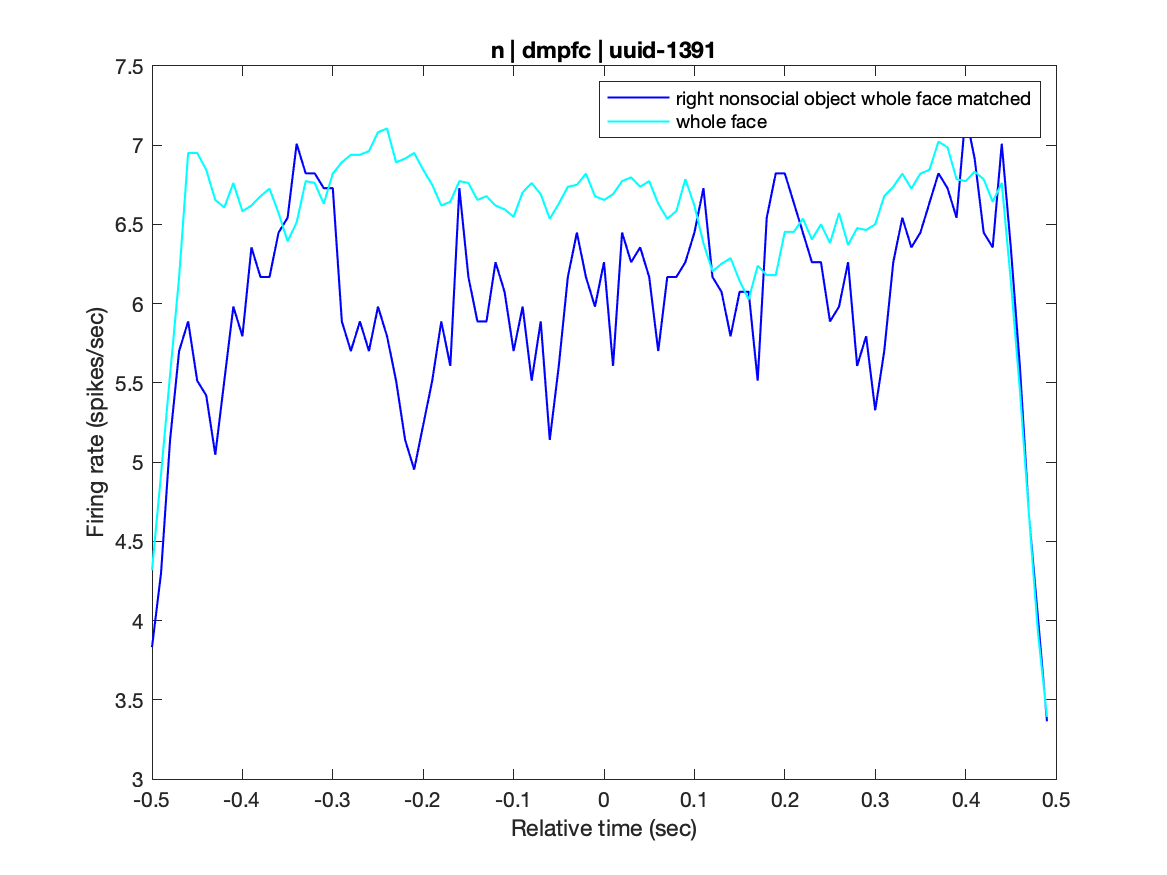 n | dmpfc | uuid-1391
right nonsocial object whole face matched
whole face
7.5
7
6.5
6
5.5
5
4.5
4
3.5
3
Firing rate (spikes/sec)
-0.5 -0.4 -0.3 -0.2 -0.1 0 0.1 0.2 0.3 0.4 0.5
Relative time (sec)